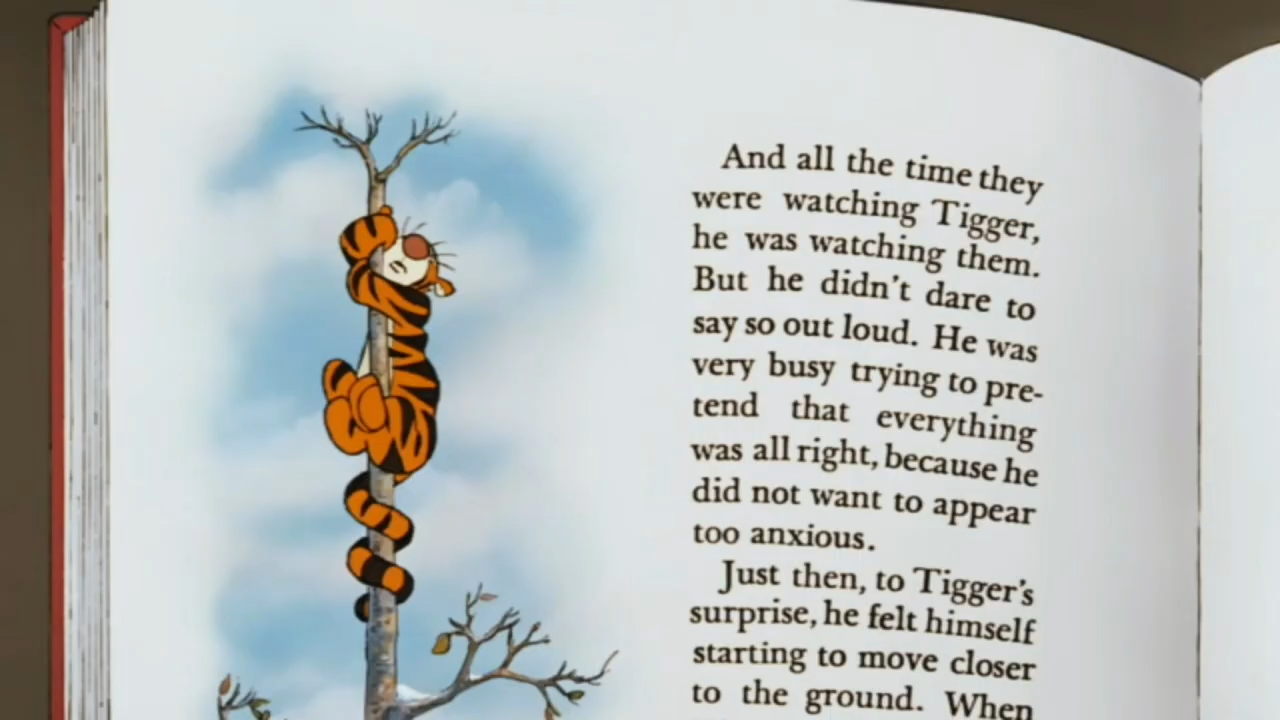 And all the time they
were watching Tigger,
he was watching them.
But he didn't dare to
say so out loud. He was
very busy trying to pre-
tend that everything
was all right, because he
did not want to appear
too anxious.
Just then, to Tigger's
surprise, he felt himself
starting to move closer
to the ground. When